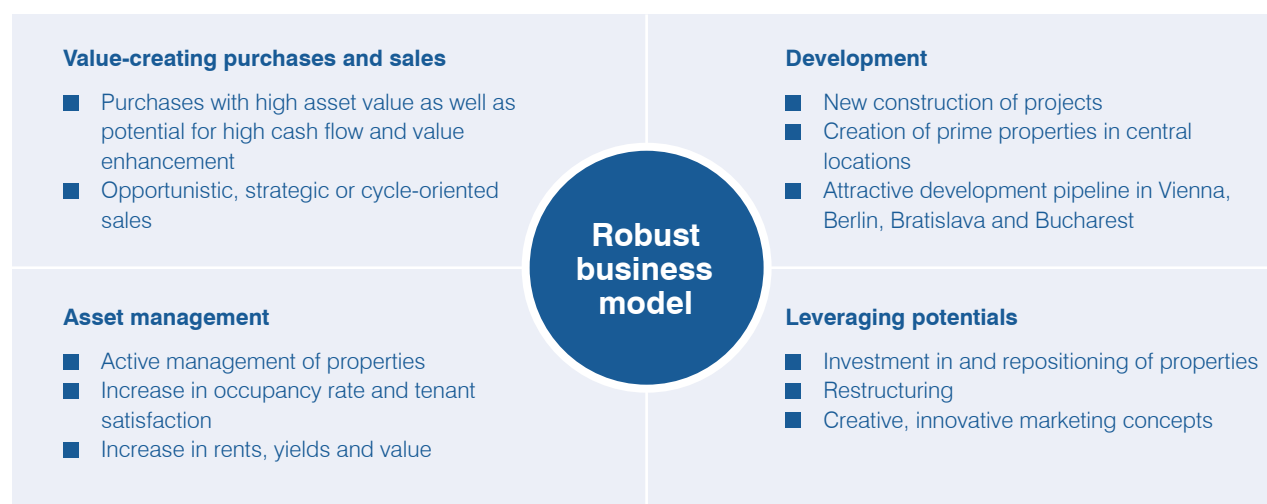 Value-creating purchases and sales
Purchases with high asset value as well as
potential for high cash flow and value
enhancement
Opportunistic, strategic or cycle-oriented
sales
Development
New construction of projects
Creation of prime properties in central
locations
Attractive development pipeline in Vienna,
Berlin, Bratislava and Bucharest
Robust
business
model
Asset management
Active management of properties
Increase in occupancy rate and tenant
satisfaction
Increase in rents, yields and value
Leveraging potentials
Investment in and repositioning of properties
Restructuring
Creative, innovative marketing concepts